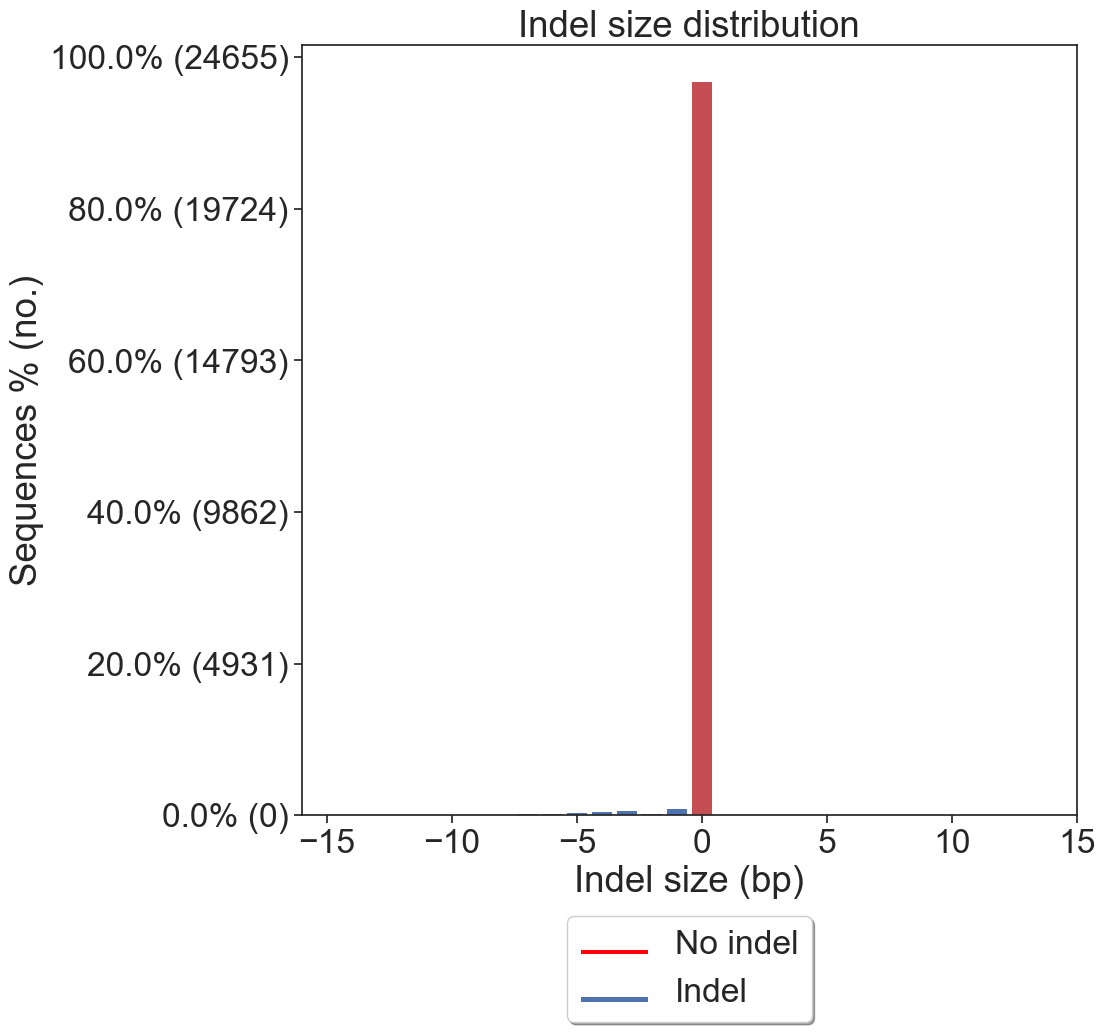 Indel size distribution
100.0% (24655)
80.0% (19724)
60.0% (14793)
40.0% (9862)
20.0% (4931)
0.0% (0)
Sequences % (no.)
−15 −10 −5 0 5 10 15
Indel size (bp)
No indel
Indel